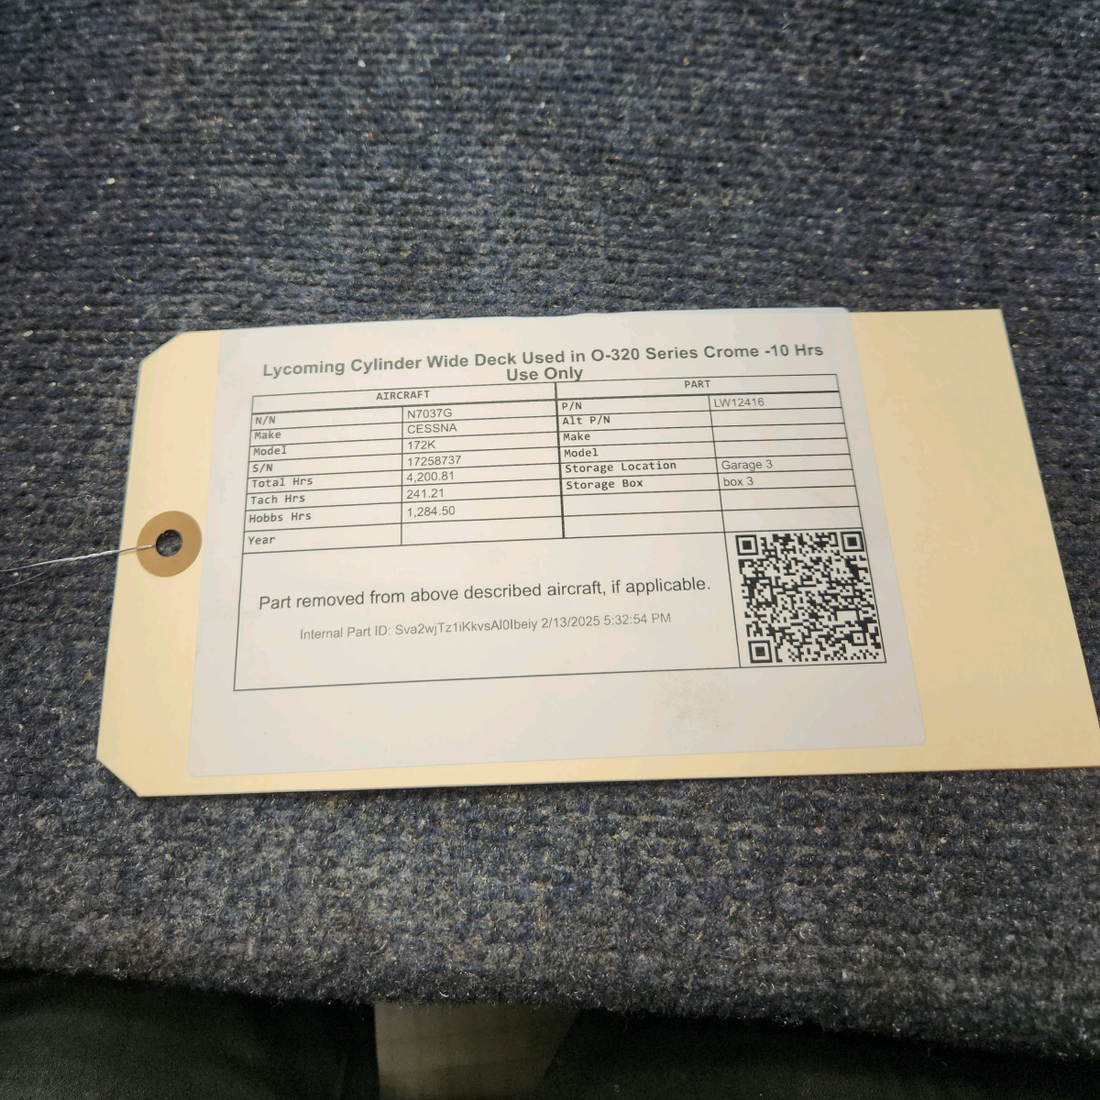 Lycoming Cylinder Wide Deck Used in O-320 Series Crome -10 Hrs
Use Only
AIRCRAFT PART
N/N N7037G P/N LW12416
Make CESSNA Alt P/N
Model 172K Make
S/N 17258737 Model
Total Hrs 4,200.81 Storage Location Garage 3
Tach Hrs 241.21 Storage Box box 3
Hobbs Hrs 1,284.50
Year
Part removed from above described aircraft, if applicable.
Internal Part ID: Sva2wjTz1iKkvsAl0Ibeiy 2/13/2025 5:32:54 PM